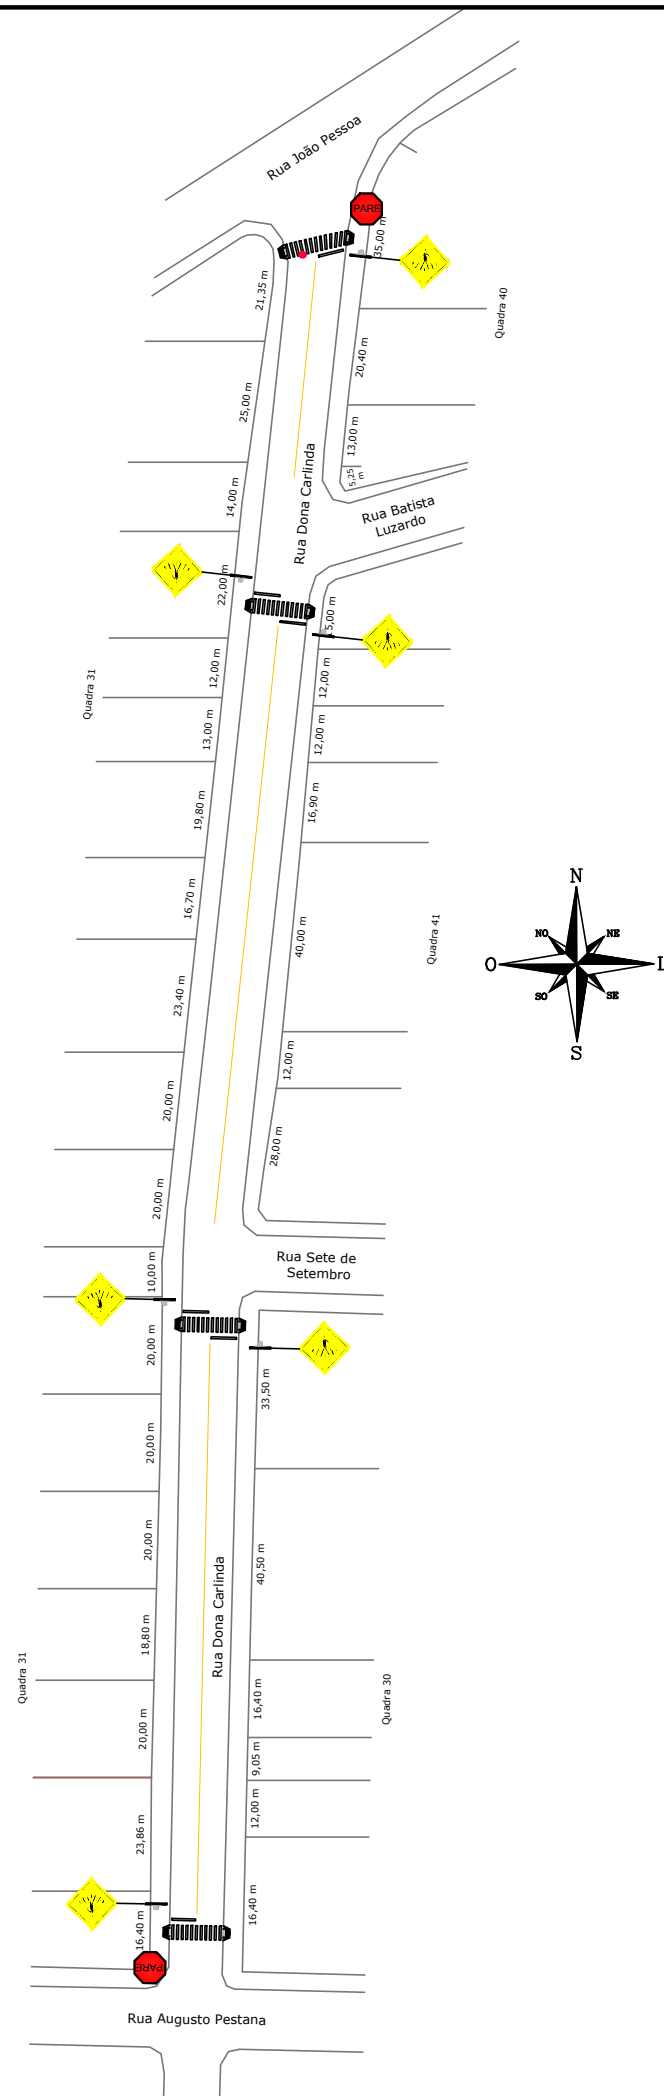 Rua João Pessoa
PARE
35,00 m
21,35 m
Quadra 40
20,40 m
25,00 m
13,00 m
Rua Dona Carlinda
5,25
m
14,00 m
Rua Batista
Luzardo
22,00 m
15,00 m
12,00 m
12,00 m
Quadra 31
13,00 m
12,00 m
19,80 m
16,90 m
16,70 m
N
40,00 m
Quadra 41
NO
NE
O
L
23,40 m
SO
SE
S
12,00 m
20,00 m
28,00 m
20,00 m
Rua Sete de
Setembro
10,00 m
20,00 m
33,50 m
20,00 m
20,00 m
40,50 m
Rua Dona Carlinda
18,80 m
Quadra 31
16,40 m
Quadra 30
20,00 m
9,05 m
12,00 m
23,86 m
16,40 m
16,40 m
PARE
Rua Augusto Pestana